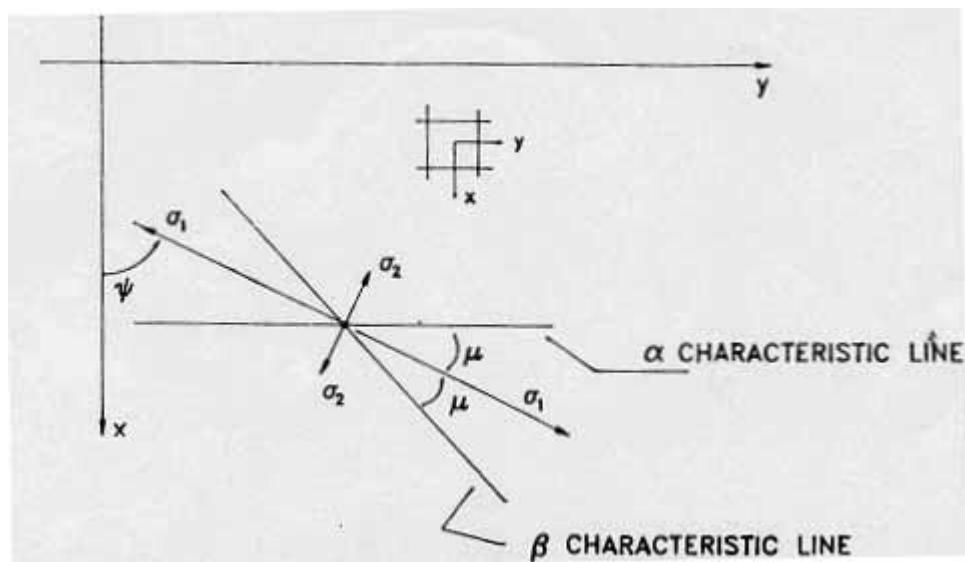 y
y
x
σ₁
σ₂
ψ
μ
α CHARACTERISTIC LINE
σ₂
μ
σ₁
x
β CHARACTERISTIC LINE